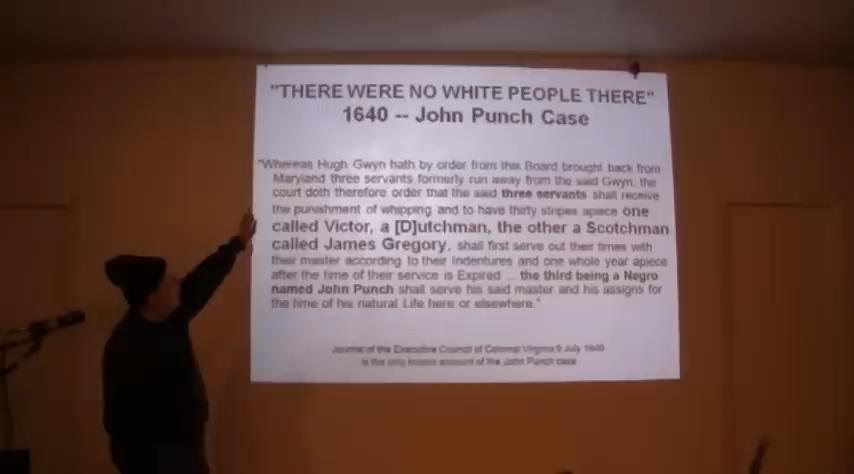 "THERE WERE NO WHITE PEOPLE THERE"
1640 -- John Punch Case
"Whereas Hugh Gwyn hath by order from this Board brought back from
Maryland three servants formerly run away from the said Gwyn, the
court doth therefore order that the said three servants shall receive
the punishment of whipping and to have thirty stripes apiece one
called Victor, a [D]utchman, the other a Scotchman
called James Gregory, shall first serve out their times with
their master according to their Indentures and one whole year apiece
after the time of their service is Expired ... the third being a Negro
named John Punch shall serve his said master and his assigns for
the time of his natural Life here or elsewhere."
Journal of the Executive Council of Colonial Virginia 9 July 1640
is the only known account of the John Punch case